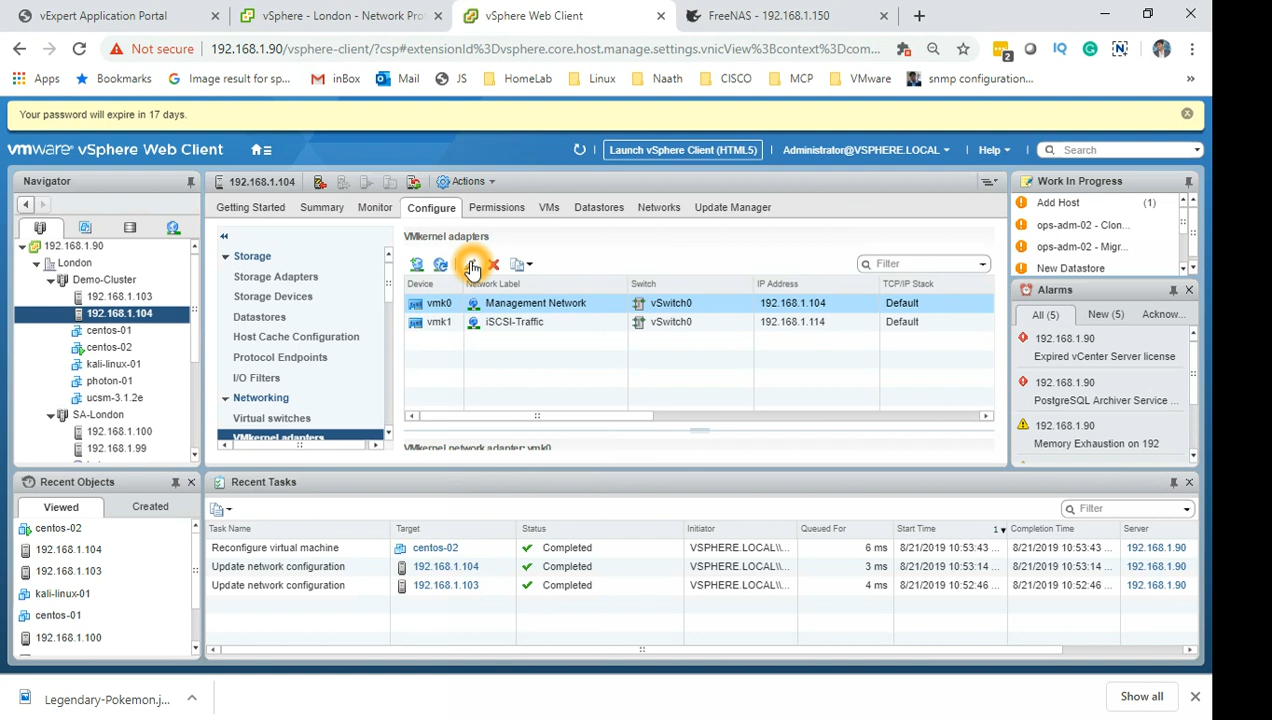 vExpert Application Portal
vSphere - London - Network Pro
vSphere Web Client
FreeNAS - 192.168.1.150
Not secure
192.168.1.90/vsphere-client/?csp#extensionId%3Dvsphere.core.host.manage.settings.vnicView%3Bcontext%3Dcom...
2
Apps
Bookmarks
Image result for sp...
inBox
Mail
JS
HomeLab
Linux
Naath
CISCO
MCP
VMware
snmp configuration...
»
Your password will expire in 17 days.
vmware® vSphere Web Client
Launch vSphere Client (HTML5)
Administrator@VSPHERE.LOCAL
Help
Search
Navigator
192.168.1.90
London
Demo-Cluster
192.168.1.103
192.168.1.104
centos-01
centos-02
kali-linux-01
photon-01
ucsm-3.1.2e
SA-London
192.168.1.100
192.168.1.99
192.168.1.104
Actions
Getting Started
Summary
Monitor
Configure
Permissions
VMs
Datastores
Networks
Update Manager
Storage
Storage Adapters
Storage Devices
Datastores
Host Cache Configuration
Protocol Endpoints
I/O Filters
Networking
Virtual switches
VMkernel adapters
VMkernel adapters
Filter
Device
Network Label
Switch
IP Address
TCP/IP Stack
vmk0
Management Network
vSwitch0
192.168.1.104
Default
vmk1
iSCSI-Traffic
vSwitch0
192.168.1.114
Default
VMkernel network adapter: vmk0
Work In Progress
Add Host
(1)
ops-adm-02 - Clon...
ops-adm-02 - Migr...
New Datastore
Alarms
All (5)
New (5)
Acknow...
192.168.1.90
Expired vCenter Server license
192.168.1.90
PostgreSQL Archiver Service ...
192.168.1.90
Memory Exhaustion on 192
Recent Objects
Viewed
Created
centos-02
192.168.1.104
192.168.1.103
kali-linux-01
centos-01
192.168.1.100
Recent Tasks
Filter
Task Name
Target
Status
Initiator
Queued For
Start Time
1
Completion Time
Server
Reconfigure virtual machine
centos-02
Completed
VSPHERE.LOCAL\\...
6 ms
8/21/2019 10:53:43 ...
8/21/2019 10:53:43 ...
192.168.1.90
Update network configuration
192.168.1.104
Completed
VSPHERE.LOCAL\\...
3 ms
8/21/2019 10:53:14 ...
8/21/2019 10:53:14 ...
192.168.1.90
Update network configuration
192.168.1.103
Completed
VSPHERE.LOCAL\\...
4 ms
8/21/2019 10:52:46 ...
8/21/2019 10:52:46 ...
192.168.1.90
Legendary-Pokemon.j...
Show all